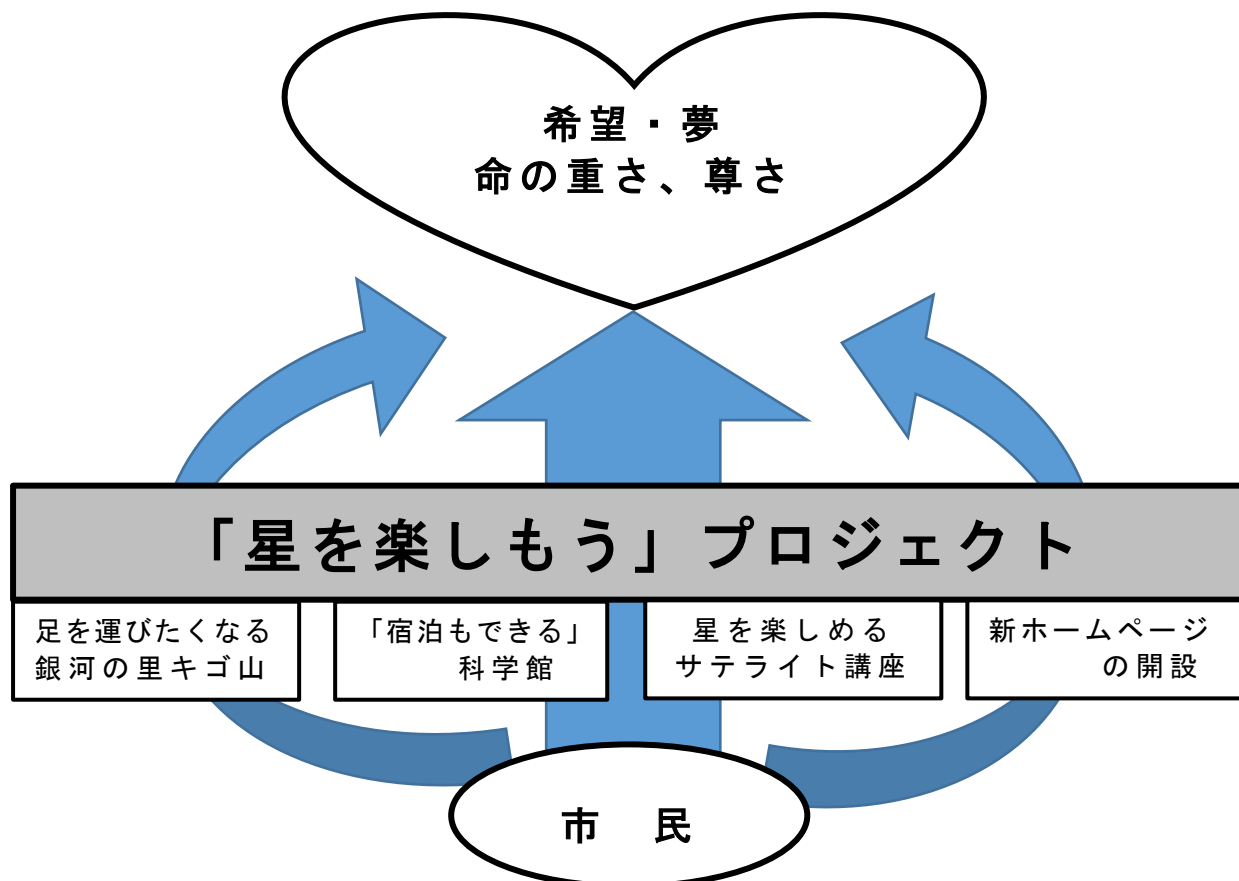 希望・夢
命の重さ、尊さ
「星を楽しもう」プロジェクト
足を運びたくなる
銀河の里キゴ山
「宿泊もできる」
科学館
星を楽しめる
サテライト講座
新ホームページ
の開設
市　民